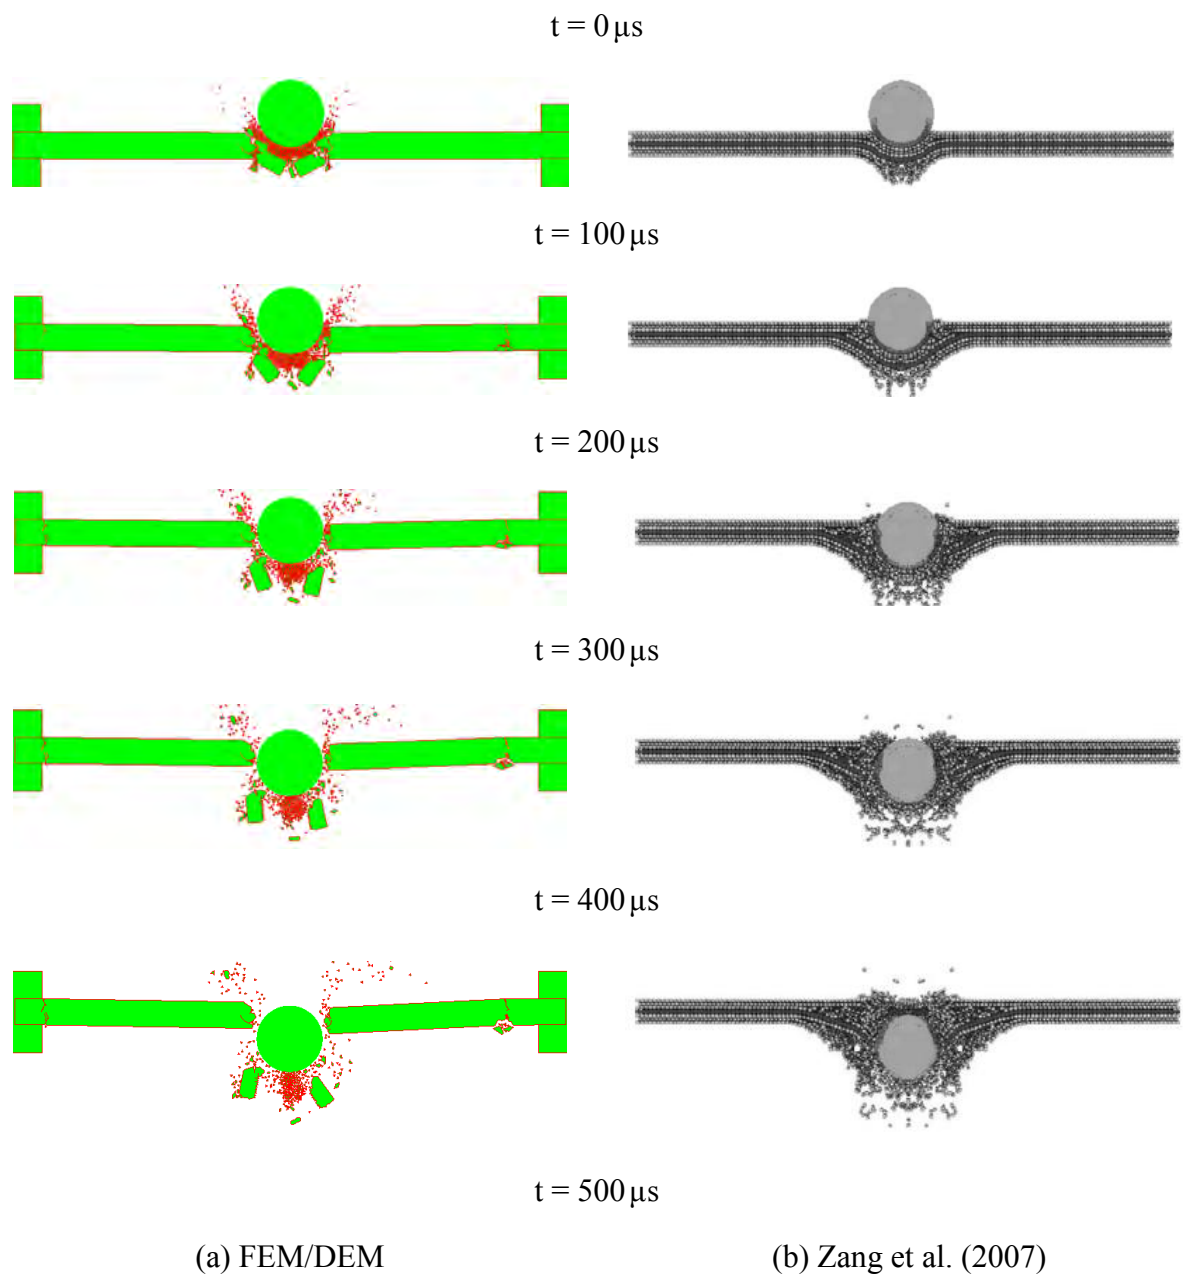 t = 0 µs
t = 100 µs
t = 200 µs
t = 300 µs
t = 400 µs
t = 500 µs
(a) FEM/DEM
(b) Zang et al. (2007)